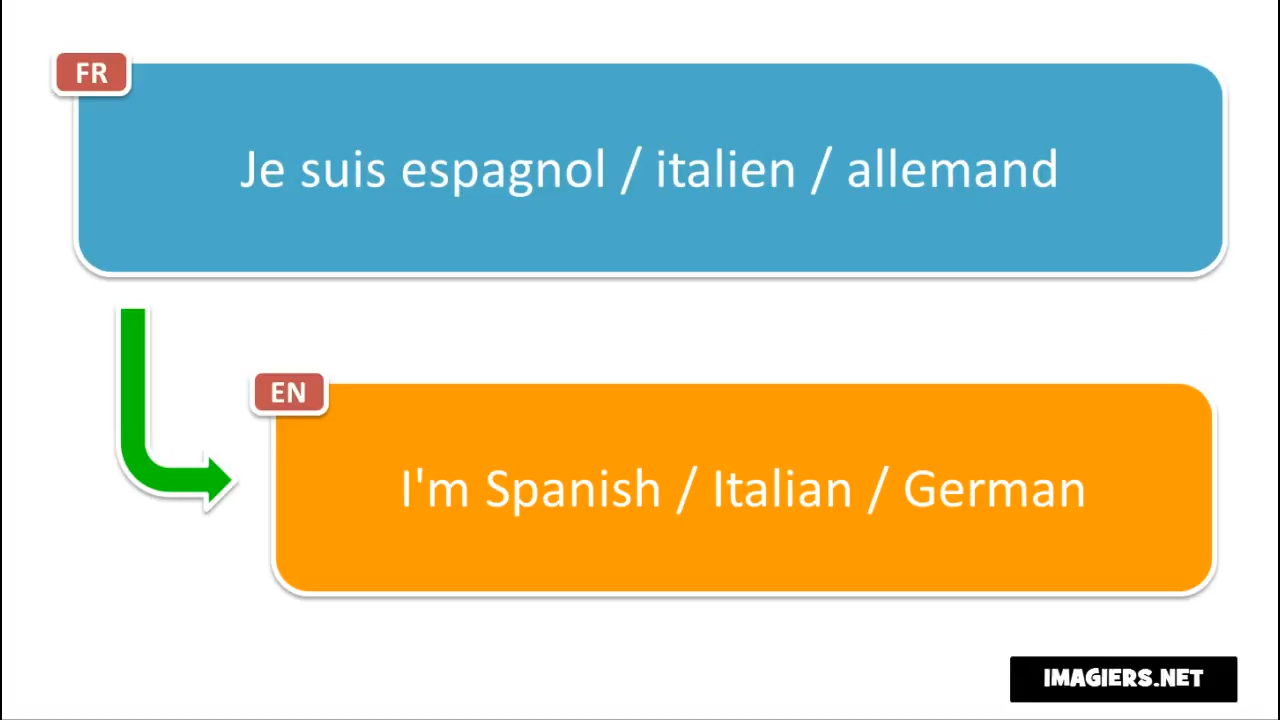 FR
Je suis espagnol / italien / allemand
EN
I'm Spanish / Italian / German
IMAGIERS.NET